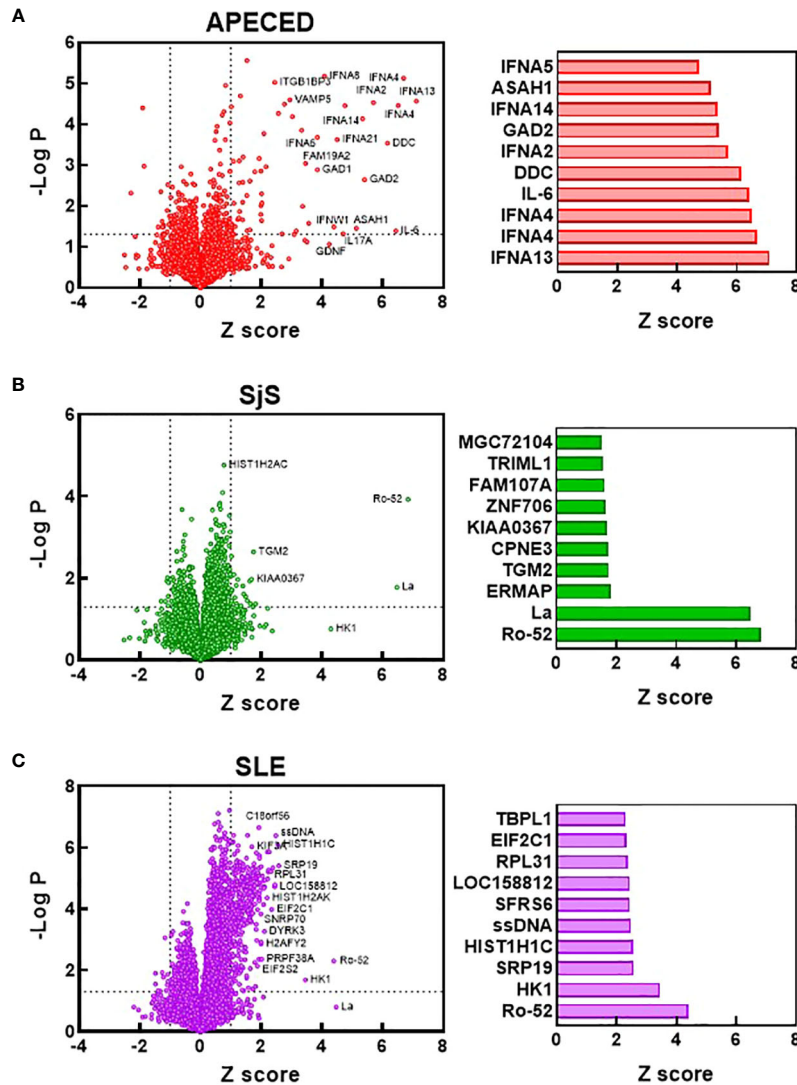 A
APECED
-Log P
6
5
4
3
2
1
0
ITGB1BP3
IFNA8
IFNA4
VAMP5
IFNA2
IFNA13
IFNA14
IFNA4
IFNA5
IFNA21
DDC
FAM19A2
GAD1
GAD2
IFNW1
ASAH1
IL17A
IL-6
GDNF
-4 -2 0 2 4 6 8
Z score
IFNA5
ASAH1
IFNA14
GAD2
IFNA2
DDC
IL-6
IFNA4
IFNA4
IFNA13
0 2 4 6 8
Z score
B
SjS
-Log P
6
4
2
0
HIST1H2AC
Ro-52
TGM2
KIAA0367
La
HK1
-4 -2 0 2 4 6 8
Z score
MGC72104
TRIML1
FAM107A
ZNF706
KIAA0367
CPNE3
TGM2
ERMAP
La
Ro-52
0 2 4 6 8
Z score
C
SLE
-Log P
8
6
4
2
0
C18orf56
ssDNA
KIF3A
HIST1H1C
SRP19
RPL31
LOC158812
HIST1H2AK
EIF2C1
SNRP70
DYRK3
H2AFY2
PRPF38A
Ro-52
EIF2S2
HK1
La
-4 -2 0 2 4 6 8
Z score
TBPL1
EIF2C1
RPL31
LOC158812
SFRS6
ssDNA
HIST1H1C
SRP19
HK1
Ro-52
0 2 4 6 8
Z score